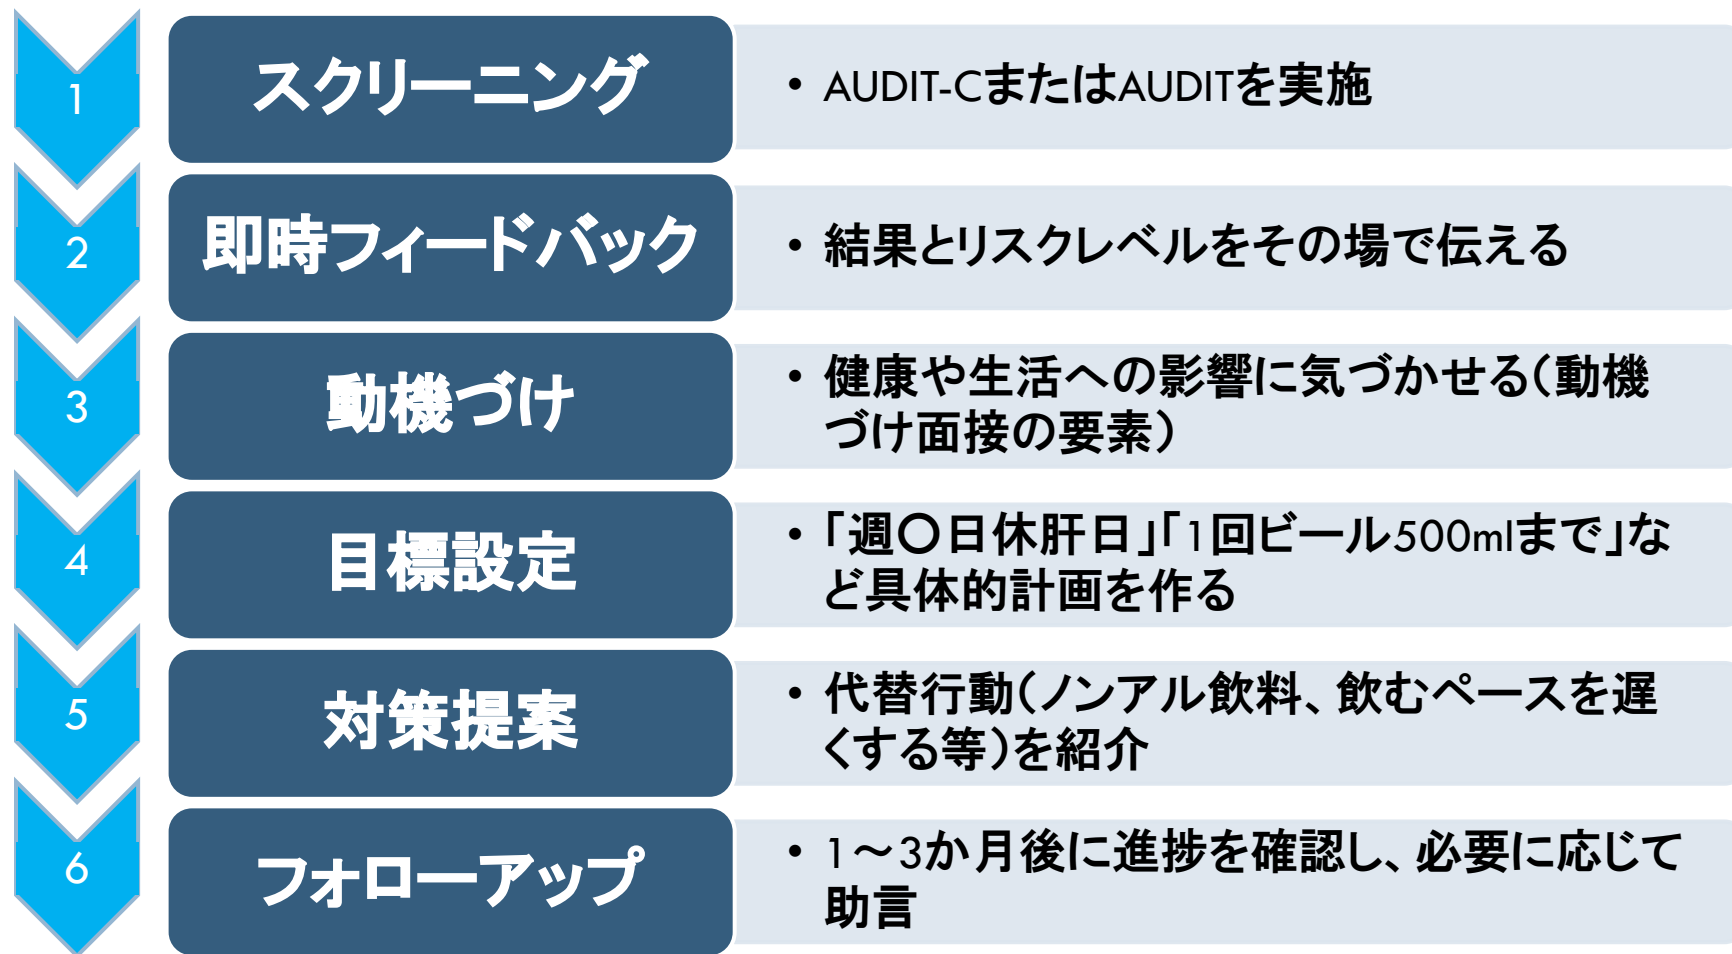 1
スクリーニング
• AUDIT-CまたはAUDITを実施
2
即時フィードバック
• 結果とリスクレベルをその場で伝える
3
動機づけ
• 健康や生活への影響に気づかせる(動機
づけ面接の要素)
4
目標設定
• 「週〇日休肝日」「1回ビール500mlまで」な
ど具体的計画を作る
5
対策提案
• 代替行動(ノンアル飲料、飲むペースを遅
くする等)を紹介
6
フォローアップ
• 1～3か月後に進捗を確認し、必要に応じて
助言